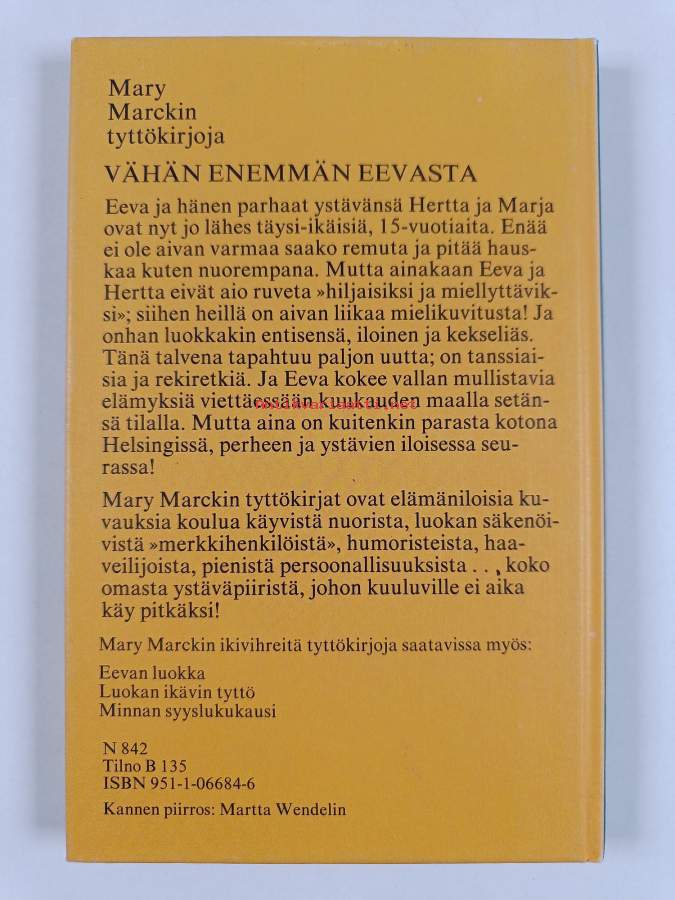 Mary
Marckin
tyttökirjoja
VÄHÄN ENEMMÄN EEVASTA
Eeva ja hänen parhaat ystävänsä Hertta ja Marja
ovat nyt jo lähes täysi-ikäisiä, 15-vuotiaita. Enää
ei ole aivan varmaa saako remuta ja pitää haus-
kaa kuten nuorempana. Mutta ainakaan Eeva ja
Hertta eivät aio ruveta »hiljaisiksi ja miellyttävik-
si»; siihen heillä on aivan liikaa mielikuvitusta! Ja
onhan luokkakin entisensä, iloinen ja kekseliäs.
Tänä talvena tapahtuu paljon uutta; on tanssiai-
sia ja rekiretkiä. Ja Eeva kokee vallan mullistavia
elämyksiä viettäessään kuukauden maalla setän-
Antikvariaatti.net
sä tilalla. Mutta aina on kuitenkin parasta kotona
Helsingissä, perheen ja ystävien iloisessa seu-
rassa!
Mary Marckin tyttökirjat ovat elämäniloisia ku-
vauksia koulua käyvistä nuorista, luokan säkenöi-
vistä »merkkihenkilöistä», humoristeista, haa-
veilijoista, pienistä persoonallisuuksista . . , koko
omasta ystäväpiiristä, johon kuuluville ei aika
käy pitkäksi!
Mary Marckin ikivihreitä tyttökirjoja saatavissa myös:
Eevan luokka
Luokan ikävin tyttö
Minnan syyslukukausi
N 842
Tilno B 135
ISBN 951-1-06684-6
Kannen piirros: Martta Wendelin